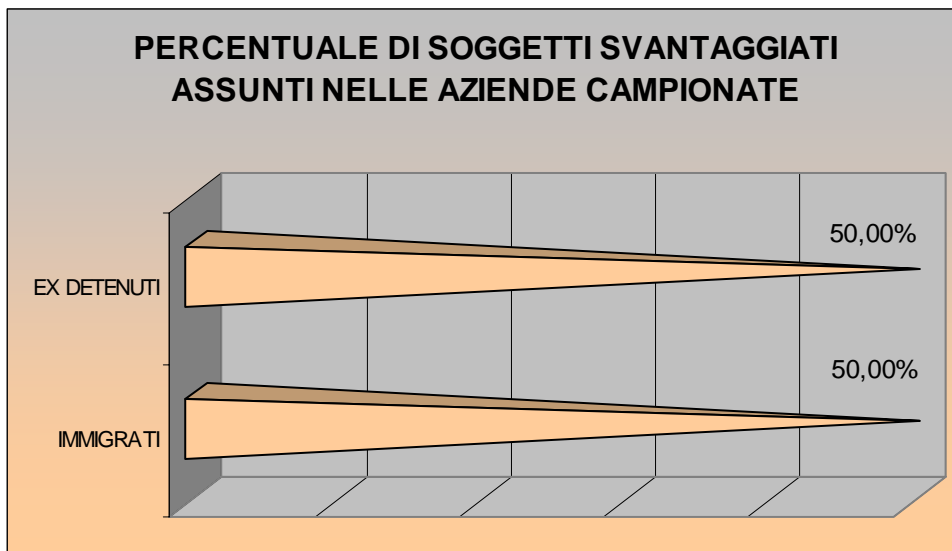 PERCENTUALE DI SOGGETTI SVANTAGGIATI
ASSUNTI NELLE AZIENDE CAMPIONATE
50,00%
EX DETENUTI
50,00%
IMMIGRATI